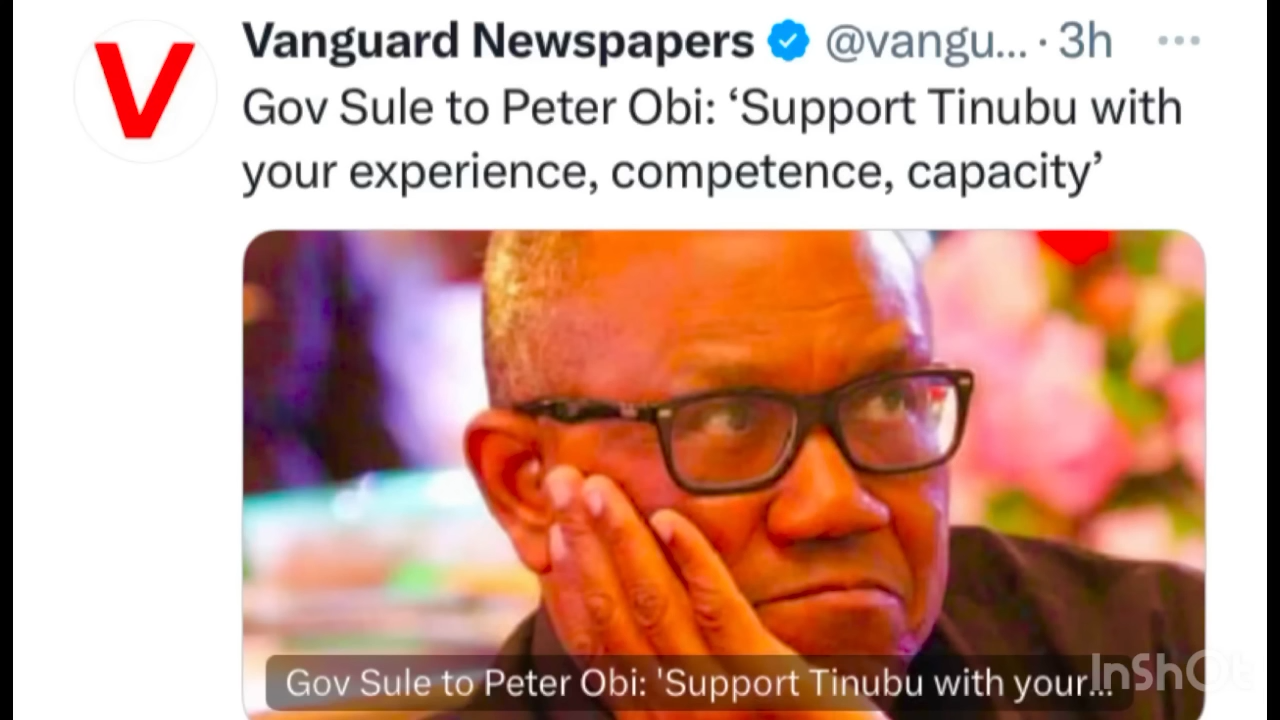 V
Vanguard Newspapers @vangu... · 3h ...
Gov Sule to Peter Obi: ‘Support Tinubu with
your experience, competence, capacity’
Gov Sule to Peter Obi: 'Support Tinubu with your...
InShOt